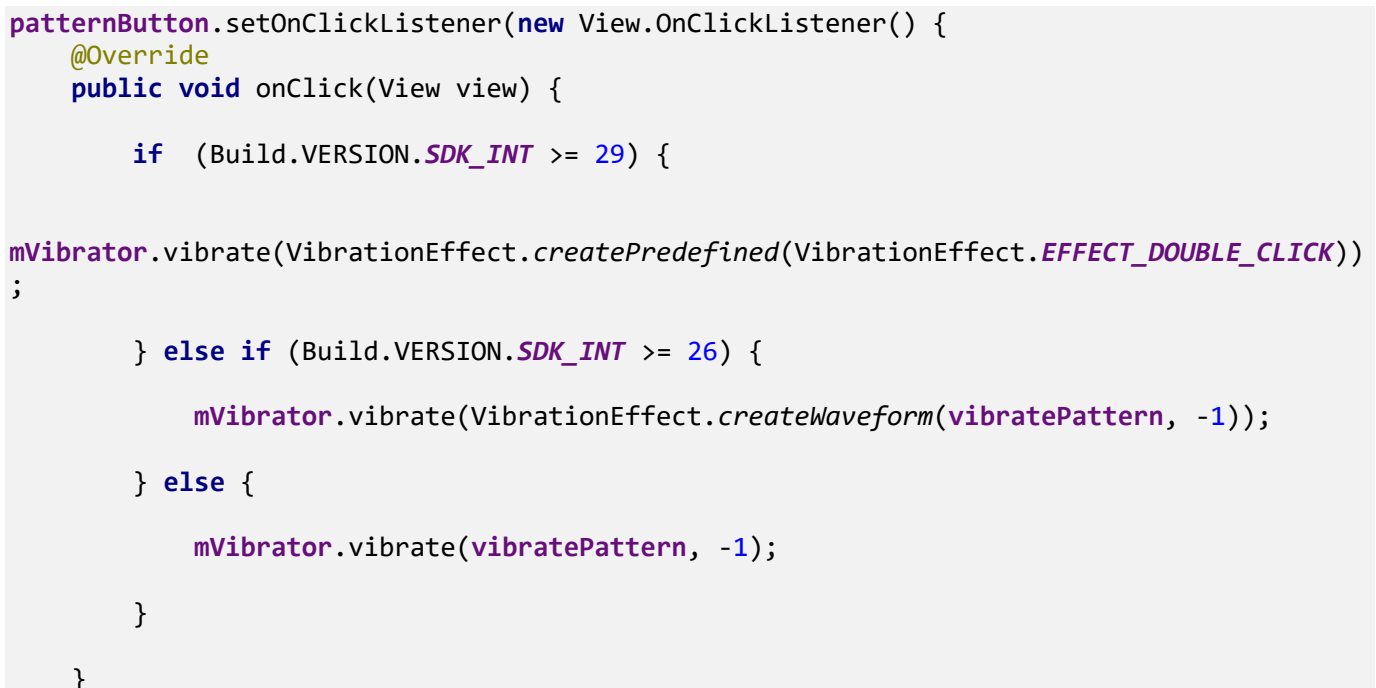 patternButton.setOnClickListener(new View.OnClickListener() {
    @Override
    public void onClick(View view) {
        if  (Build.VERSION.SDK_INT >= 29) {
mVibrator.vibrate(VibrationEffect.createPredefined(VibrationEffect.EFFECT_DOUBLE_CLICK))
;
        } else if (Build.VERSION.SDK_INT >= 26) {
            mVibrator.vibrate(VibrationEffect.createWaveform(vibratePattern, -1));
        } else {
            mVibrator.vibrate(vibratePattern, -1);
        }
    }